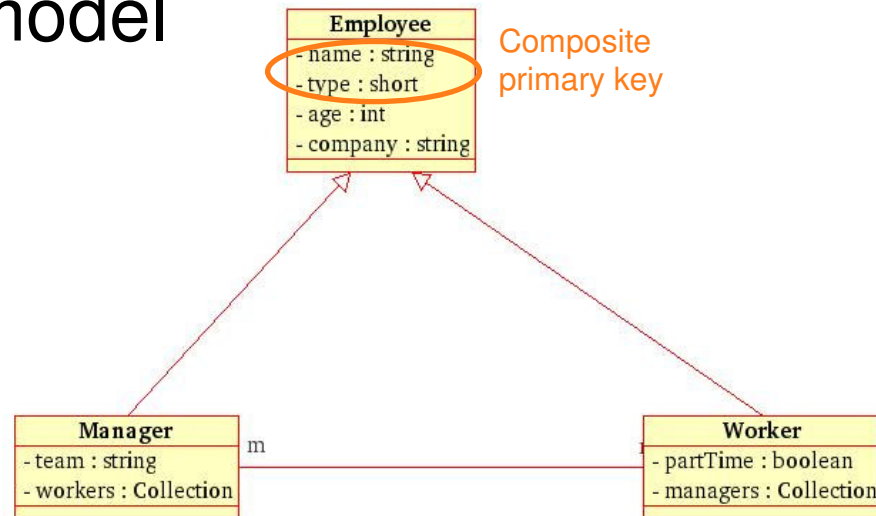 model
Employee
- name : string
- type : short
- age : int
- company : string
Composite
primary key
Manager
- team : string
- workers : Collection
m
Worker
- partTime : boolean
- managers : Collection